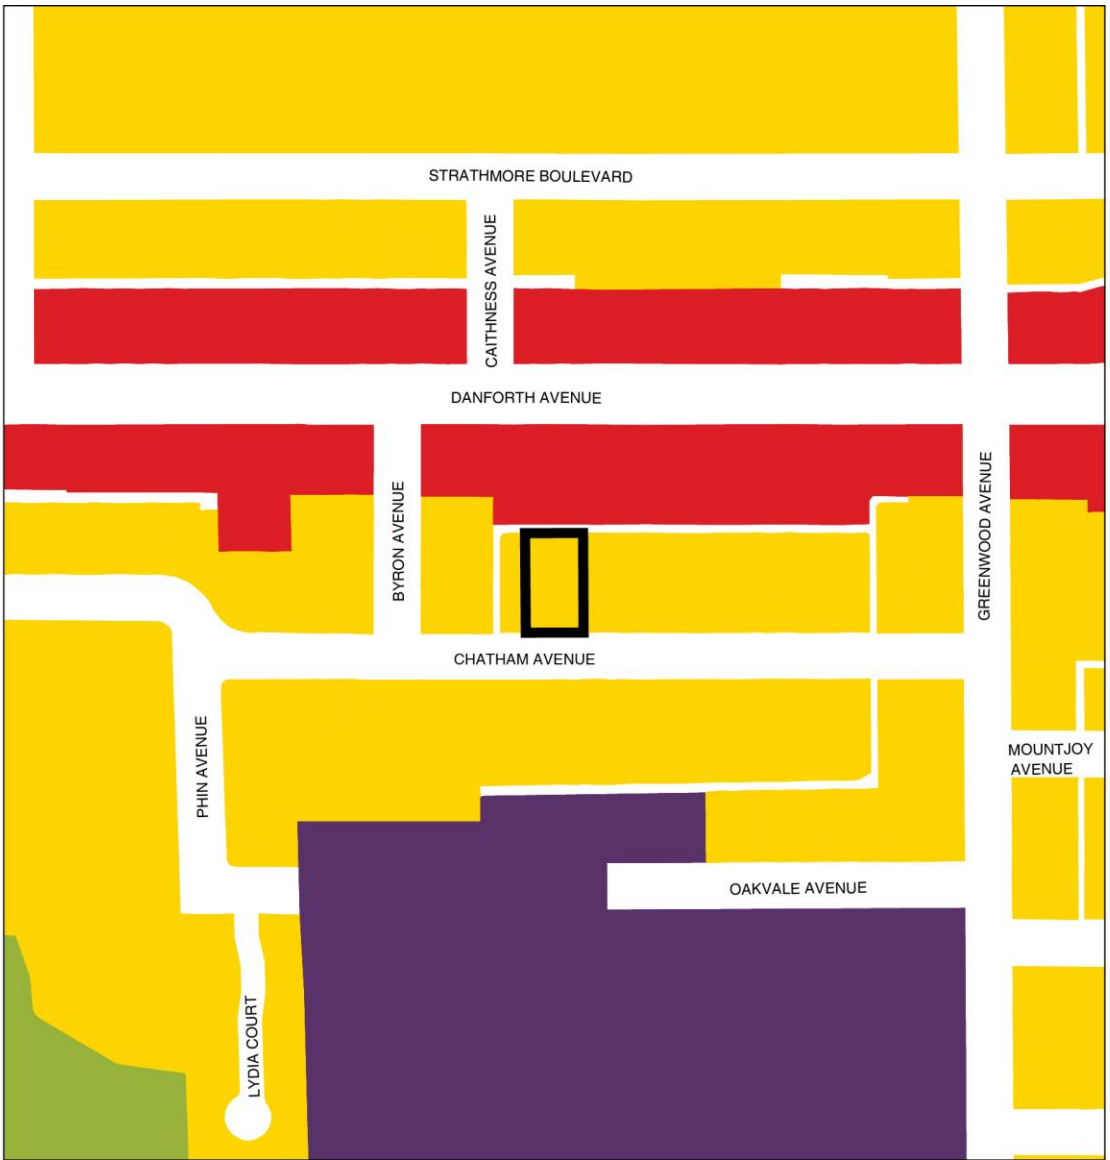 STRATHMORE BOULEVARD
CAITHNESS AVENUE
DANFORTH AVENUE
BYRON AVENUE
GREENWOOD AVENUE
CHATHAM AVENUE
PHIN AVENUE
MOUNTJOY
AVENUE
OAKVALE AVENUE
LYDIA COURT